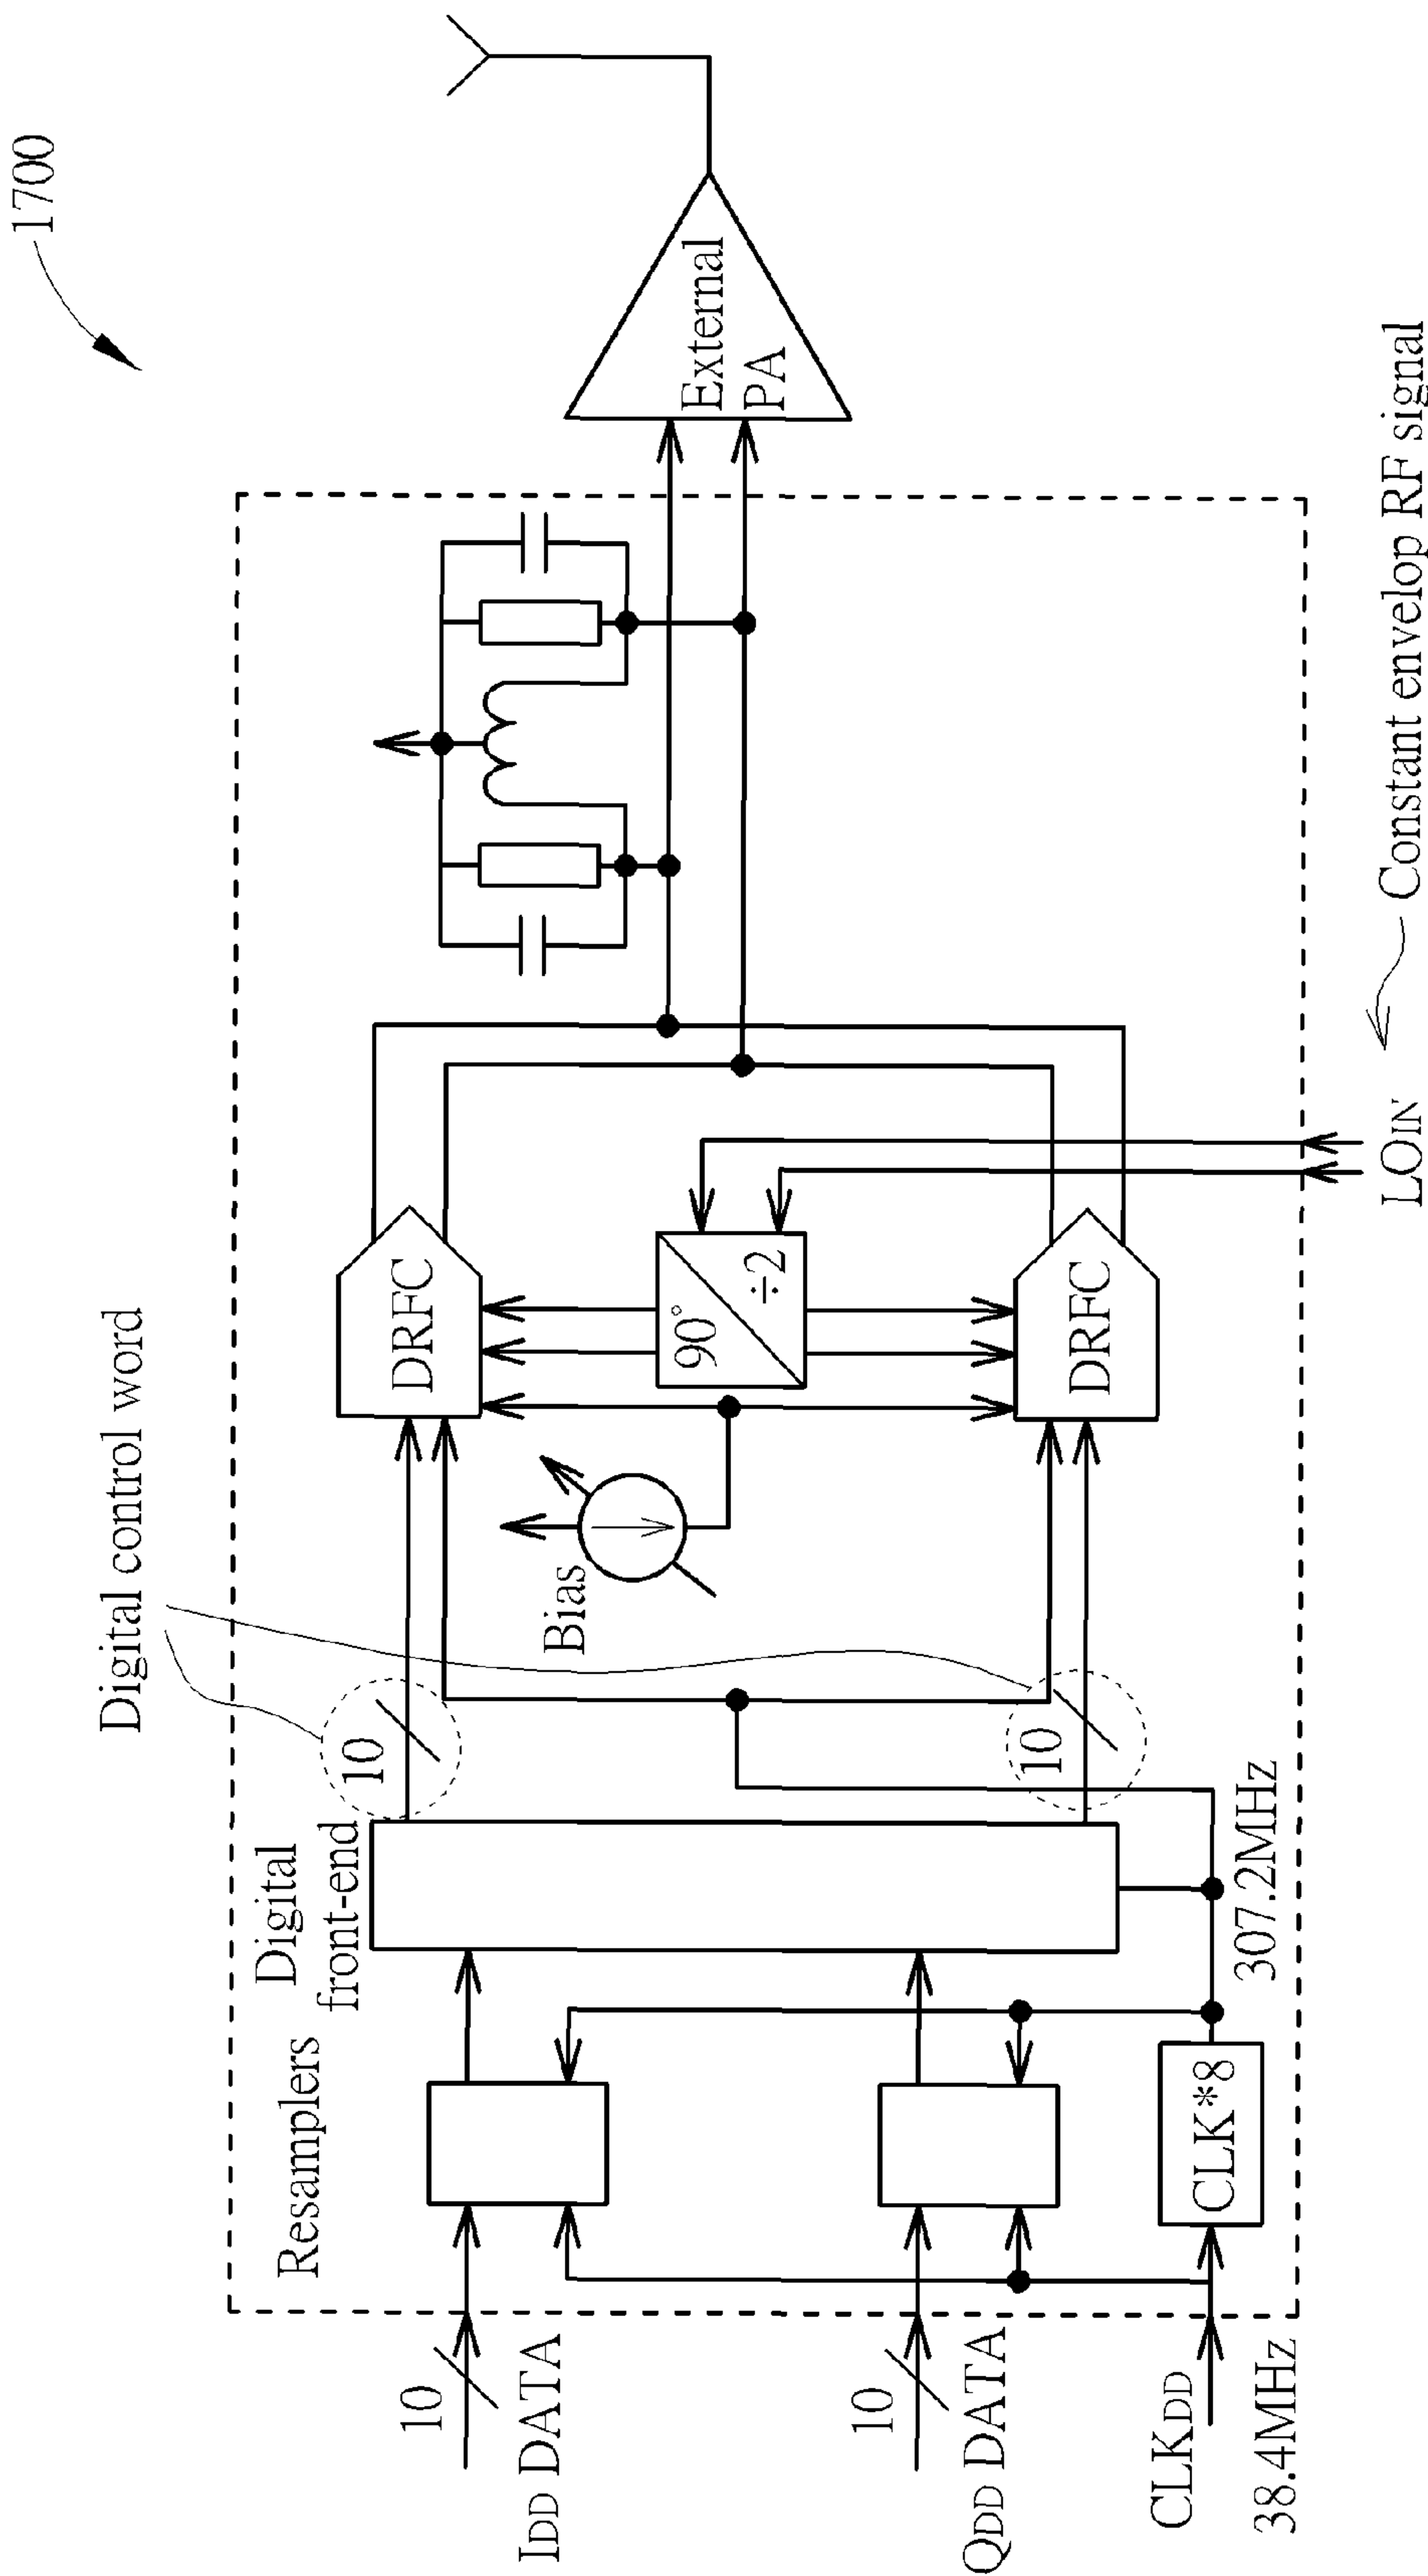 1700
Digital control word
Resamplers
Digital
front-end
10
10
Bias
DRFC
90°
÷2
DRFC
External
PA
10
IDD DATA
10
QDD DATA
CLKDD
38.4MHz
CLK*8
307.2MHz
LOIN
Constant envelop RF signal